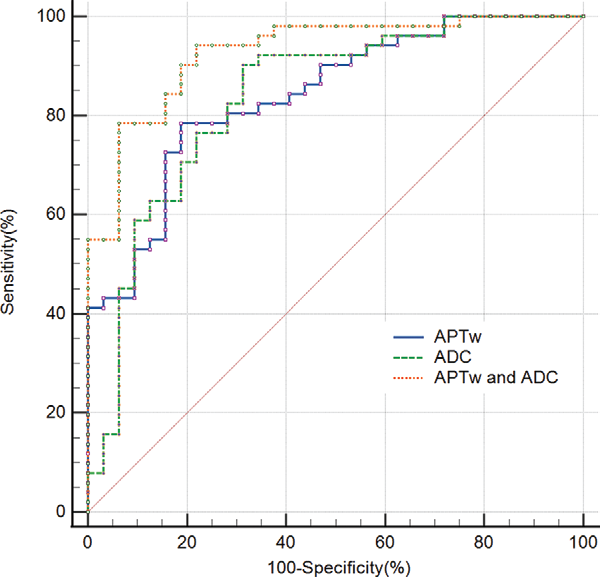 100
80
60
40
20
0
Sensitivity(%)
APTw
ADC
APTw and ADC
0 20 40 60 80 100
100-Specificity(%)